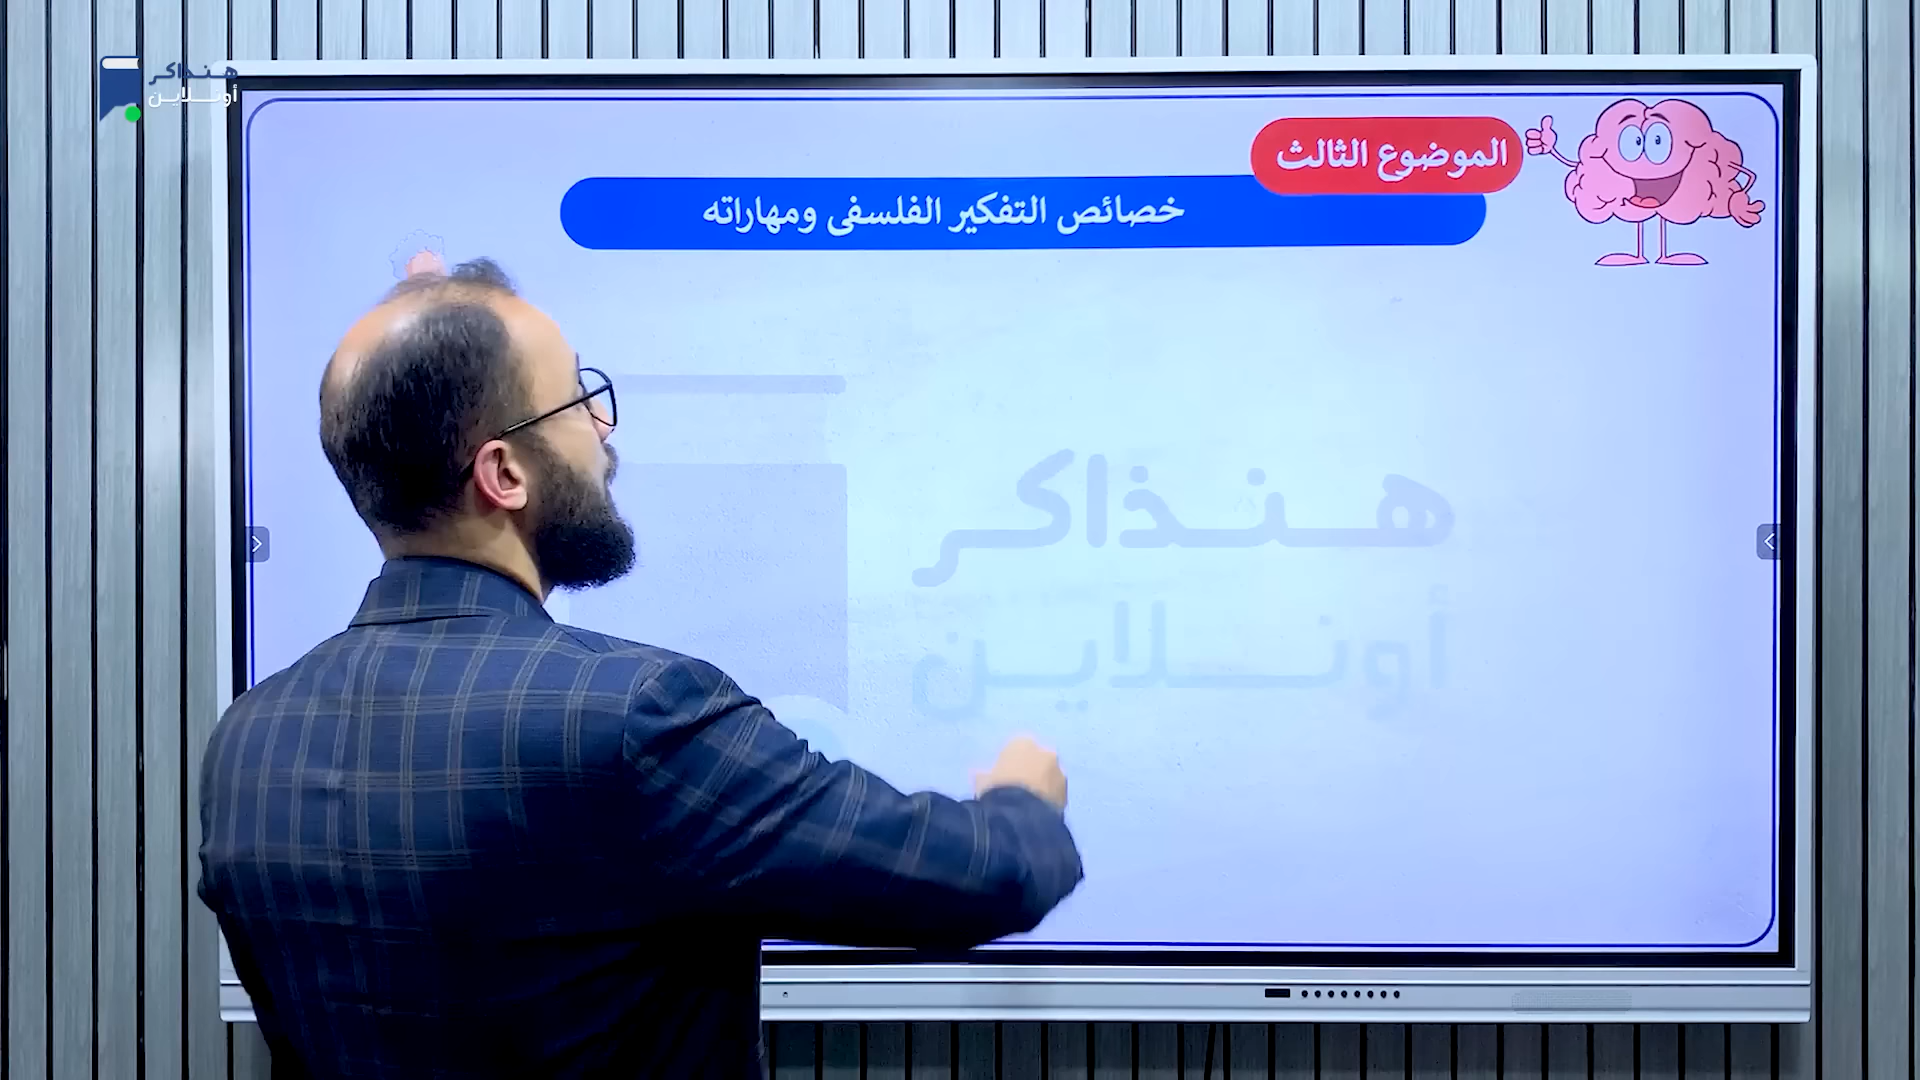 هنذاكر
أونلاين
الموضوع الثالث
خصائص التفكير الفلسفى ومهاراته
هنذاكر
أونلاين